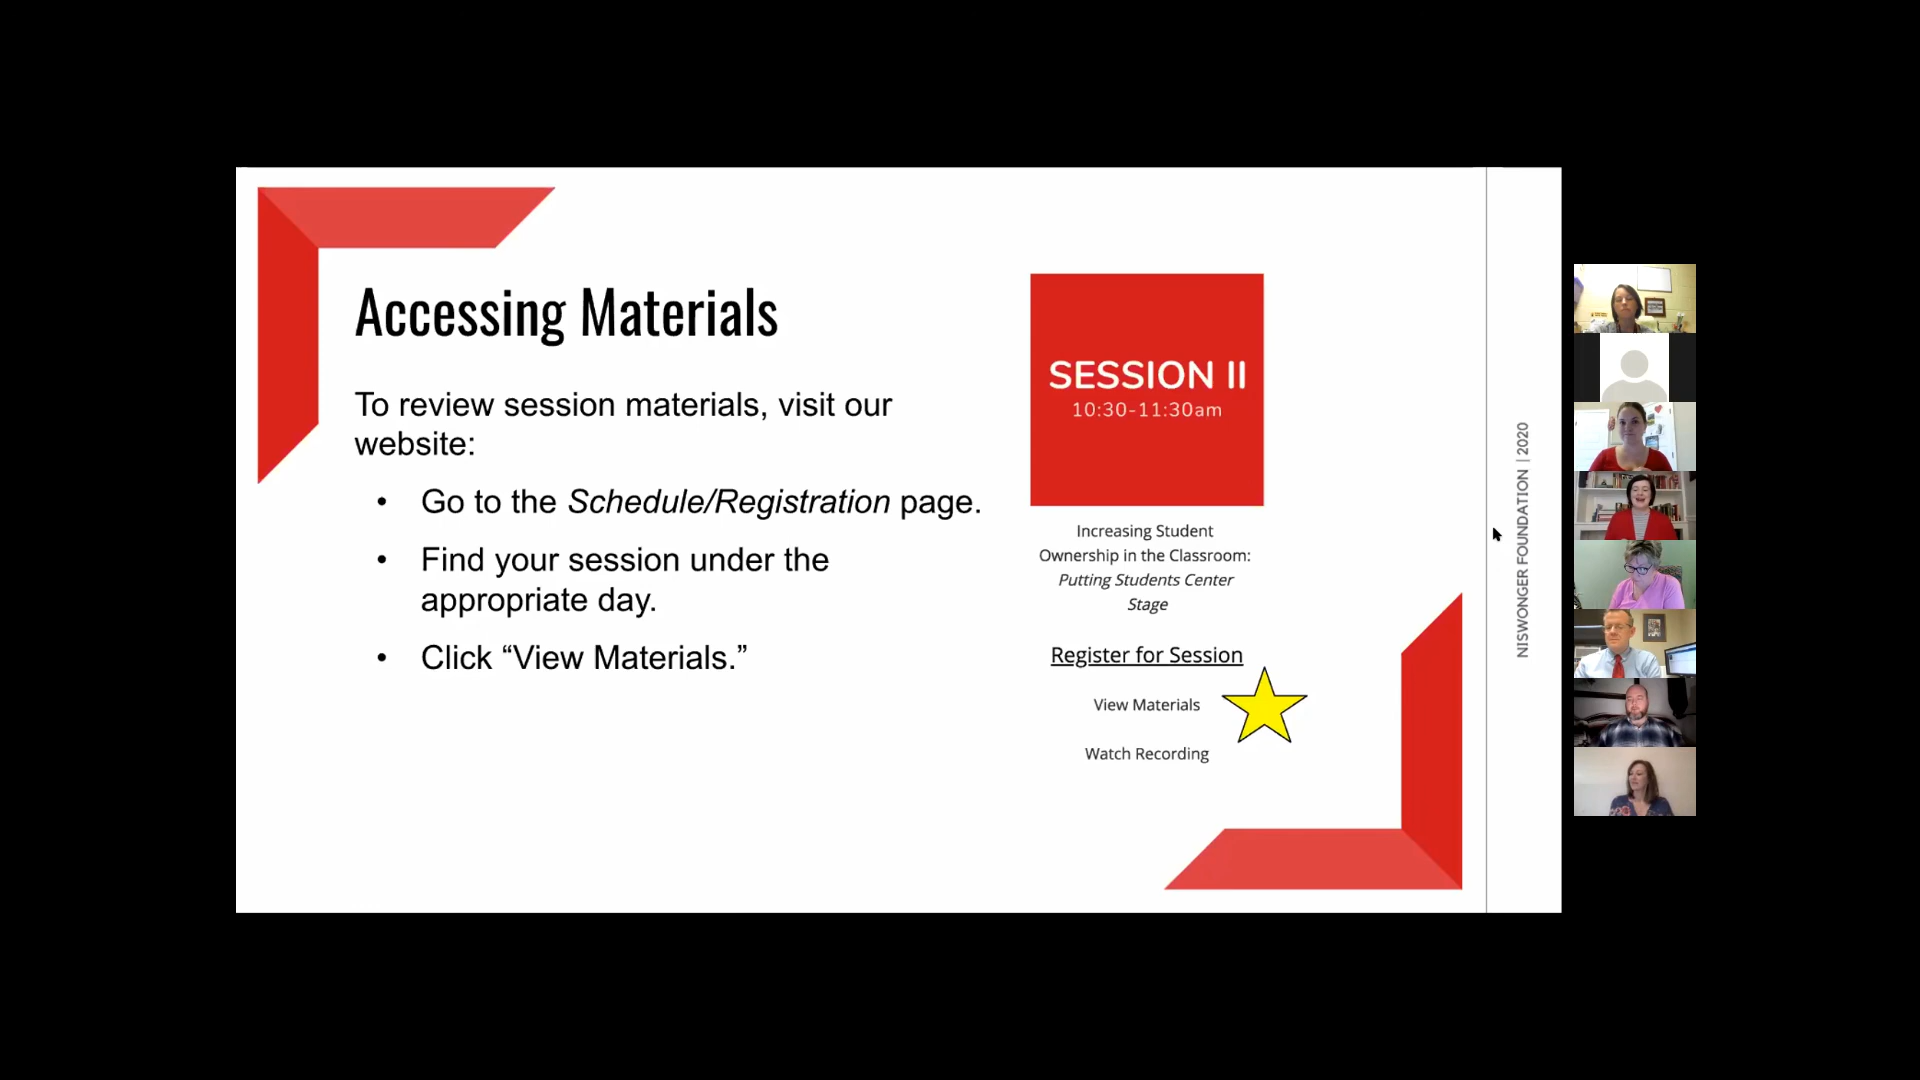 Accessing Materials
To review session materials, visit our
website:
• Go to the Schedule/Registration page.
• Find your session under the
appropriate day.
• Click “View Materials.”
SESSION II
10:30-11:30am
Increasing Student
Ownership in the Classroom:
Putting Students Center
Stage
Register for Session
View Materials
Watch Recording
NISWONGER FOUNDATION | 2020